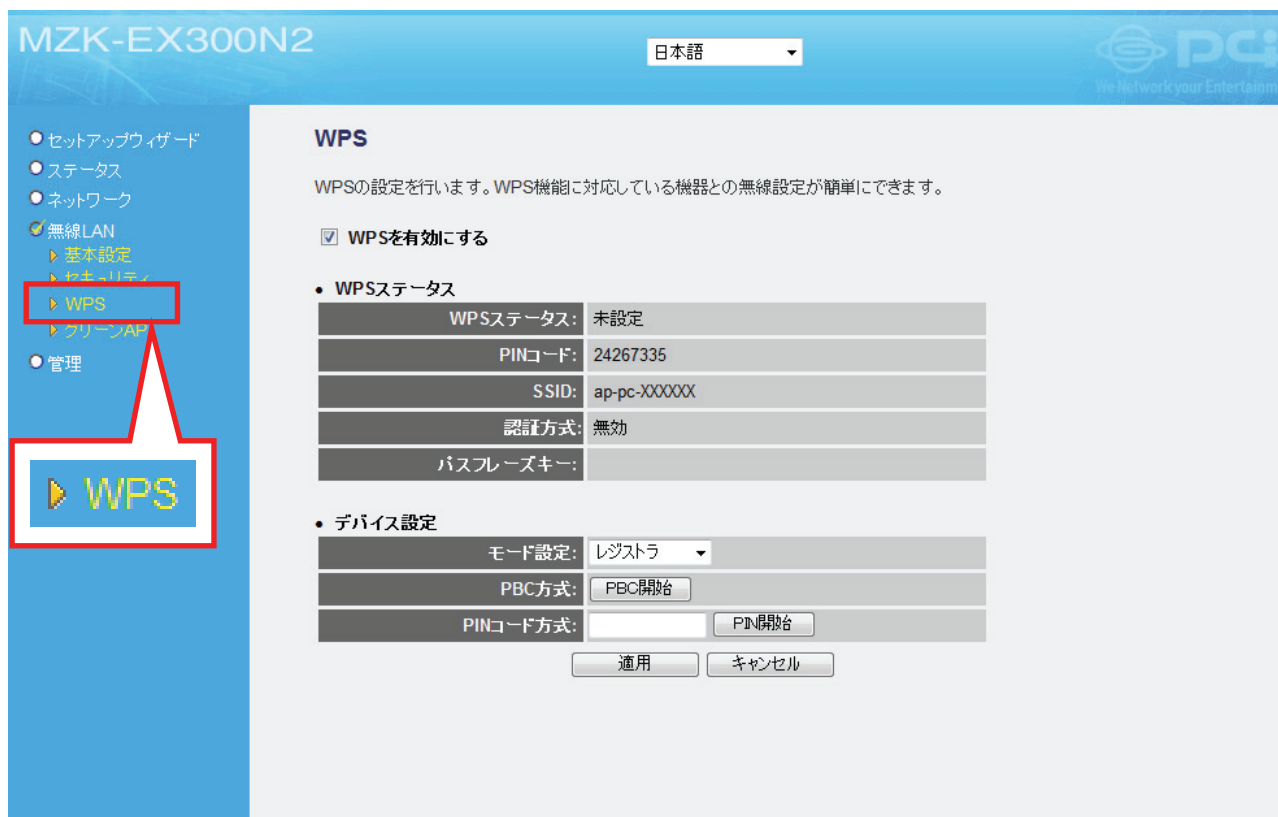 MZK-EX300N2
日本語
PCi
We Network your Entertainm
セットアップウィザード
ステータス
ネットワーク
無線LAN
基本設定
セキュリティ
WPS
グリーンAP
管理
WPS
WPS
WPSの設定を行います。WPS機能に対応している機器との無線設定が簡単にできます。
WPSを有効にする
• WPSステータス
WPSステータス: 未設定
PINコード: 24267335
SSID: ap-pc-XXXXXX
認証方式: 無効
パスフレーズキー:
• デバイス設定
モード設定: レジストラ
PBC方式: PBC開始
PINコード方式: PIN開始
適用 キャンセル